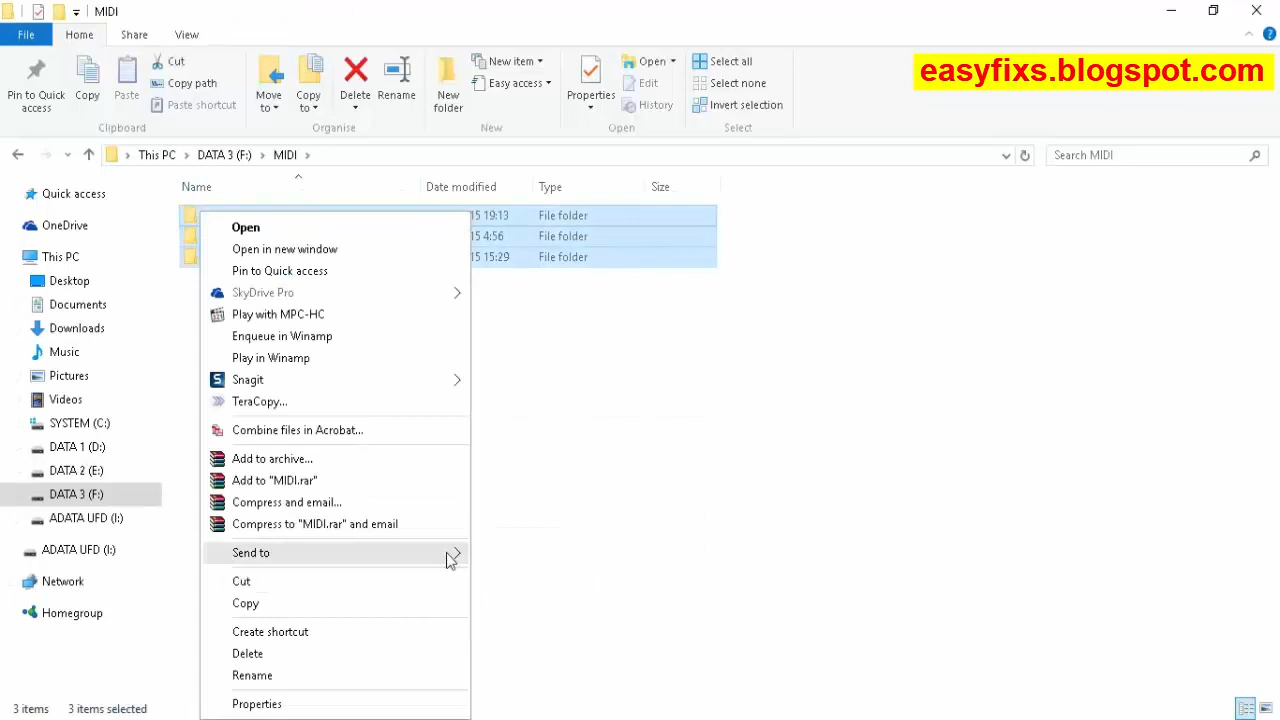 MIDI
File Home Share View
Pin to Quick access
Copy
Paste
Cut
Copy path
Paste shortcut
Clipboard
Move to
Copy to
Delete
Rename
Organise
New folder
New item
Easy access
New
Properties
Open
Edit
History
Open
Select all
Select none
Invert selection
Select
easyfixs.blogspot.com
This PC > DATA 3 (F:) > MIDI >
Search MIDI
Name Date modified Type Size
15 19:13 File folder
15 4:56 File folder
15 15:29 File folder
Quick access
OneDrive
This PC
Desktop
Documents
Downloads
Music
Pictures
Videos
SYSTEM (C:)
DATA 1 (D:)
DATA 2 (E:)
DATA 3 (F:)
ADATA UFD (I:)
ADATA UFD (I:)
Network
Homegroup
Open
Open in new window
Pin to Quick access
SkyDrive Pro
Play with MPC-HC
Enqueue in Winamp
Play in Winamp
Snagit
TeraCopy...
Combine files in Acrobat...
Add to archive...
Add to "MIDI.rar"
Compress and email...
Compress to "MIDI.rar" and email
Send to
Cut
Copy
Create shortcut
Delete
Rename
Properties
3 items 3 items selected